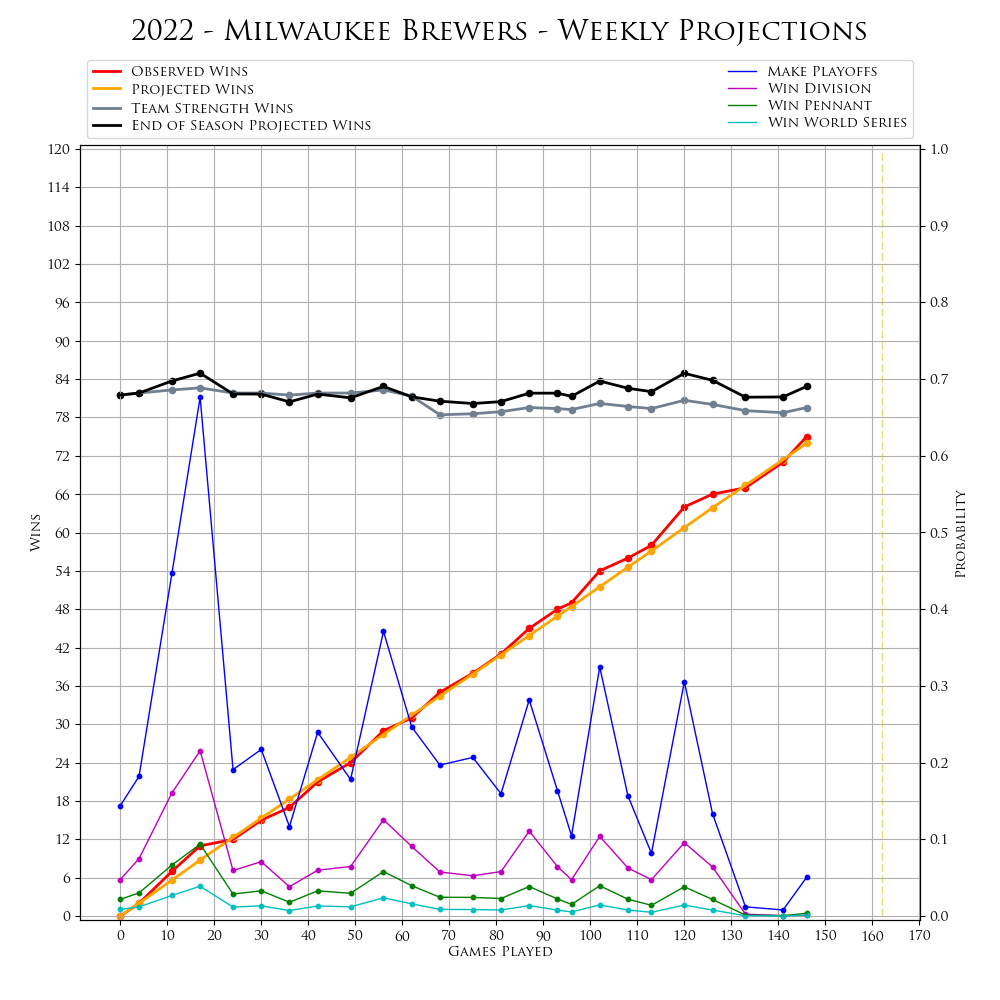 2022 - Milwaukee Brewers - Weekly Projections
Observed Wins
Projected Wins
Team Strength Wins
End of Season Projected Wins
Make Playoffs
Win Division
Win Pennant
Win World Series
120
114
108
102
96
90
84
78
72
66
60
54
48
42
36
30
24
18
12
6
0
Wins
1.0
0.9
0.8
0.7
0.6
0.5
0.4
0.3
0.2
0.1
0.0
Probability
0 10 20 30 40 50 60 70 80 90 100 110 120 130 140 150 160 170
Games Played